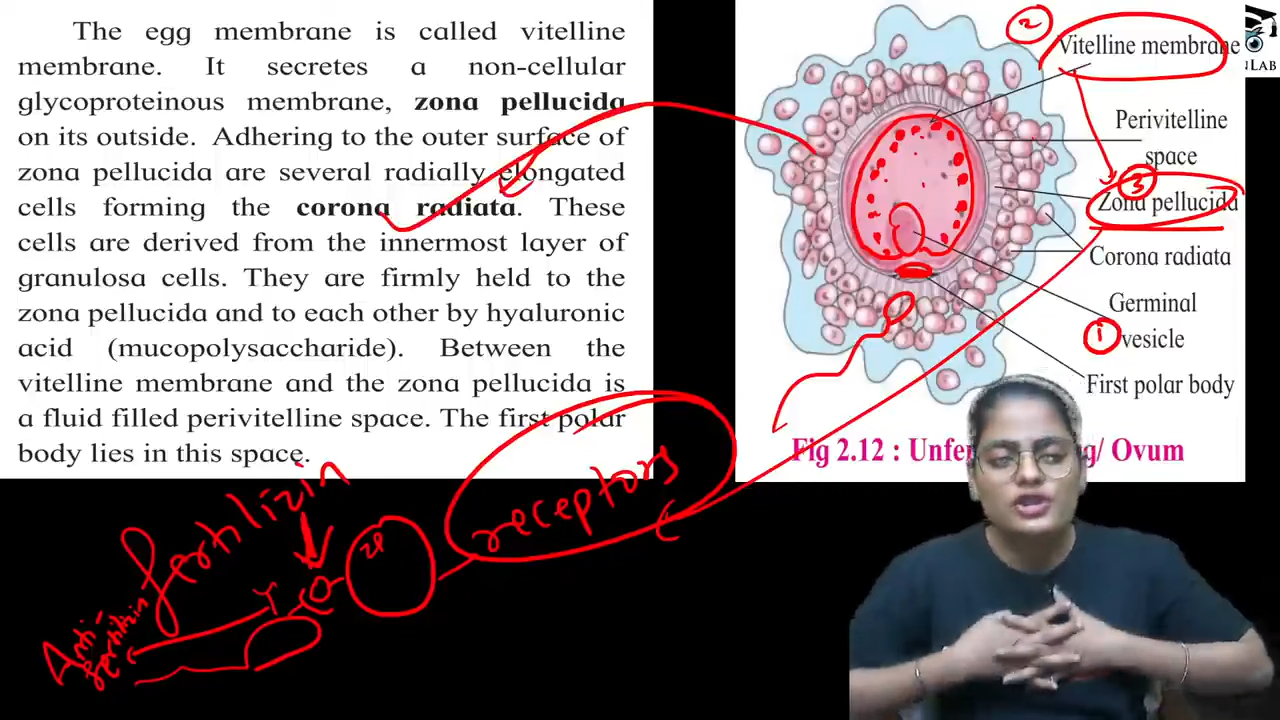 The egg membrane is called vitelline
membrane. It secretes a non-cellular
glycoproteinous membrane, zona pellucida
on its outside. Adhering to the outer surface of
zona pellucida are several radially elongated
cells forming the corona radiata. These
cells are derived from the innermost layer of
granulosa cells. They are firmly held to the
zona pellucida and to each other by hyaluronic
acid (mucopolysaccharide). Between the
vitelline membrane and the zona pellucida is
a fluid filled perivitelline space. The first polar
body lies in this space.
2
Vitelline membrane
Perivitelline
space
3
Zona pellucida
Corona radiata
Germinal
1
vesicle
First polar body
Fig 2.12 : Unfe g/ Ovum
receptors
fertilizin
ZP
Anti-
fertilizin
NLAB